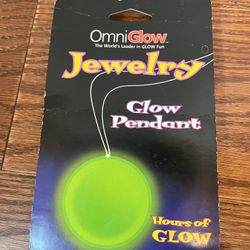 OmniGlow
The World's Leader in GLOW Fun
Jewelry
Glow
Pendant
Hours of
GLOW